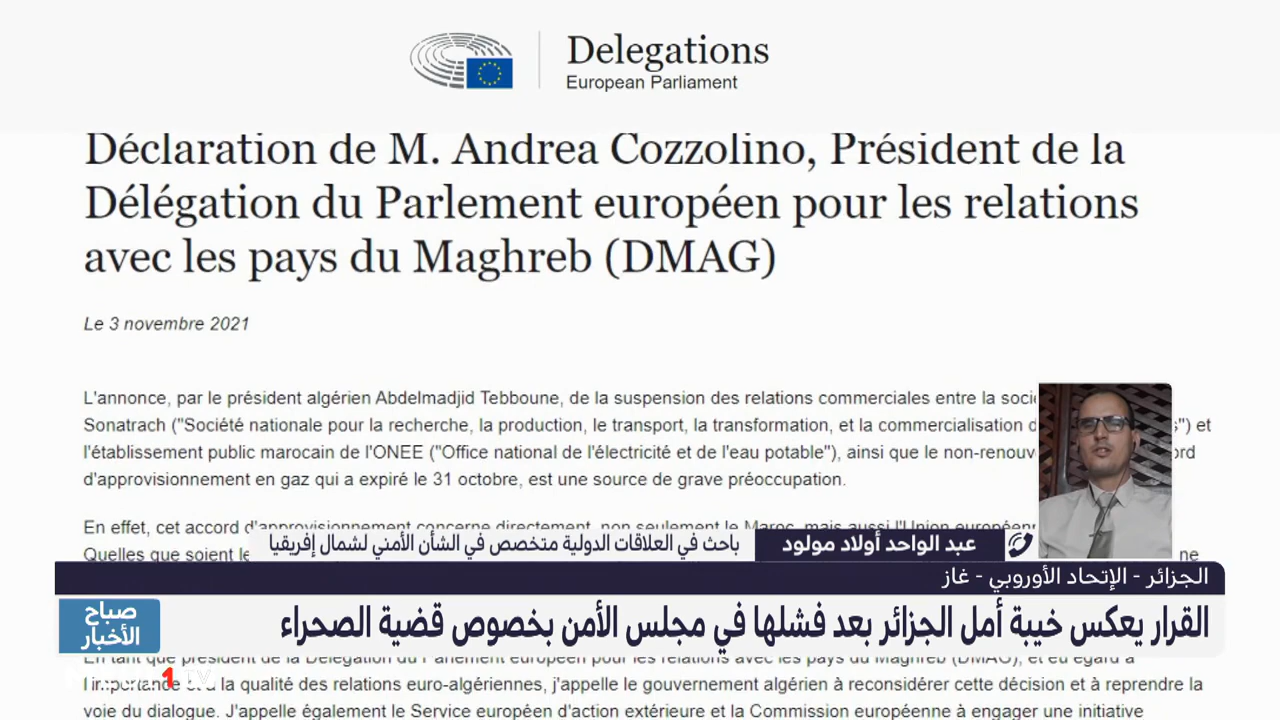 Delegations
European Parliament
Déclaration de M. Andrea Cozzolino, Président de la
Délégation du Parlement européen pour les relations
avec les pays du Maghreb (DMAG)
Le 3 novembre 2021
L'annonce, par le président algérien Abdelmadjid Tebboune, de la suspension des relations commerciales entre la
Sonatrach ("Société nationale pour la recherche, la production, le transport, la transformation, et la commercialisation ") et
l'établissement public marocain de l'ONEE ("Office national de l'électricité et de l'eau potable"), ainsi que le
d'approvisionnement en gaz qui a expiré le 31 octobre, est une source de grave préoccupation.
En effet, cet accord d'approvisionnement concerne directement, non seulement le Maroc, mais aussi l'Union
Quelles que soient
عبد الواحد أولاد مولود
باحث في العلاقات الدولية متخصص في الشأن الأمني لشمال إفريقيا
الجزائر - الإتحاد الأوروبي - غاز
القرار يعكس خيبة أمل الجزائر بعد فشلها في مجلس الأمن بخصوص قضية الصحراء
صباح
الأخبار
En tant que président de la Délégation du Parlement européen pour les relations avec les pays du Maghreb (DMAG), et eu égard à
l'importance et à la qualité des relations euro-algériennes, j'appelle le gouvernement algérien à reconsidérer cette décision et à reprendre la
voie du dialogue. J'appelle également le Service européen d'action extérieure et la Commission européenne à engager une initiative